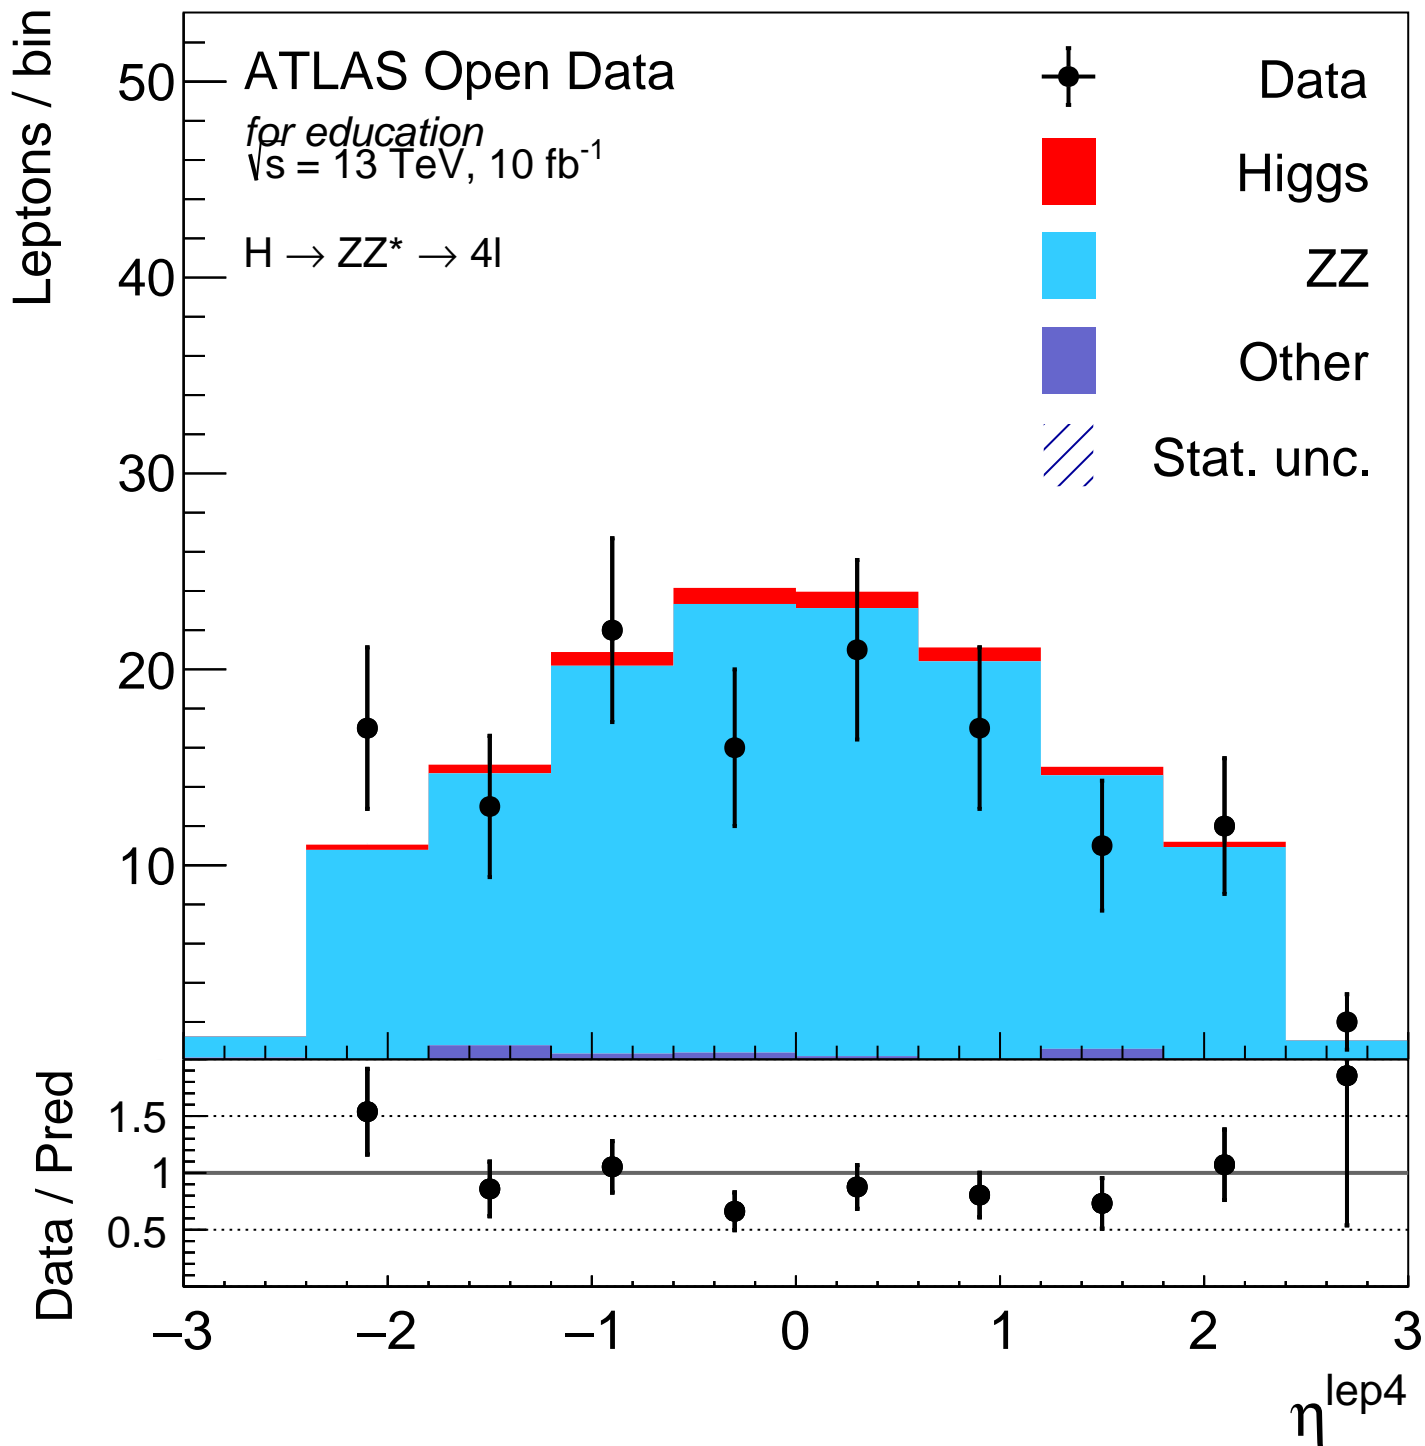 Leptons / bin
50
40
30
20
10
ATLAS Open Data
for education
√s = 13 TeV, 10 fb⁻¹
H → ZZ* → 4l
Data
Higgs
ZZ
Other
Stat. unc.
Data / Pred
1.5
1
0.5
−3 −2 −1 0 1 2 3
η^lep4